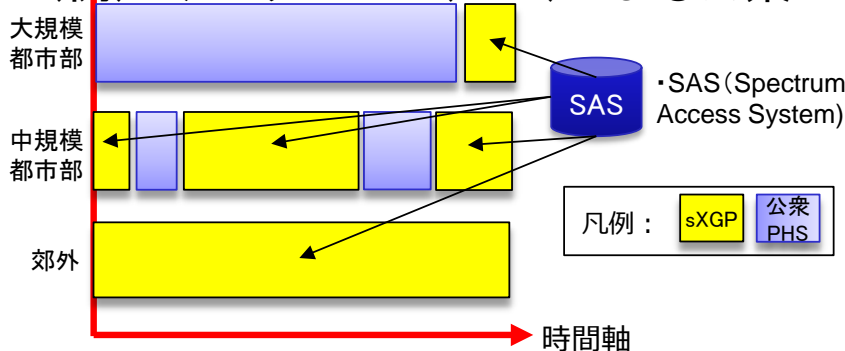 大規模
都市部
SAS
・SAS（Spectrum
Access System)
中規模
都市部
凡例：
sXGP
公衆
PHS
郊外
時間軸